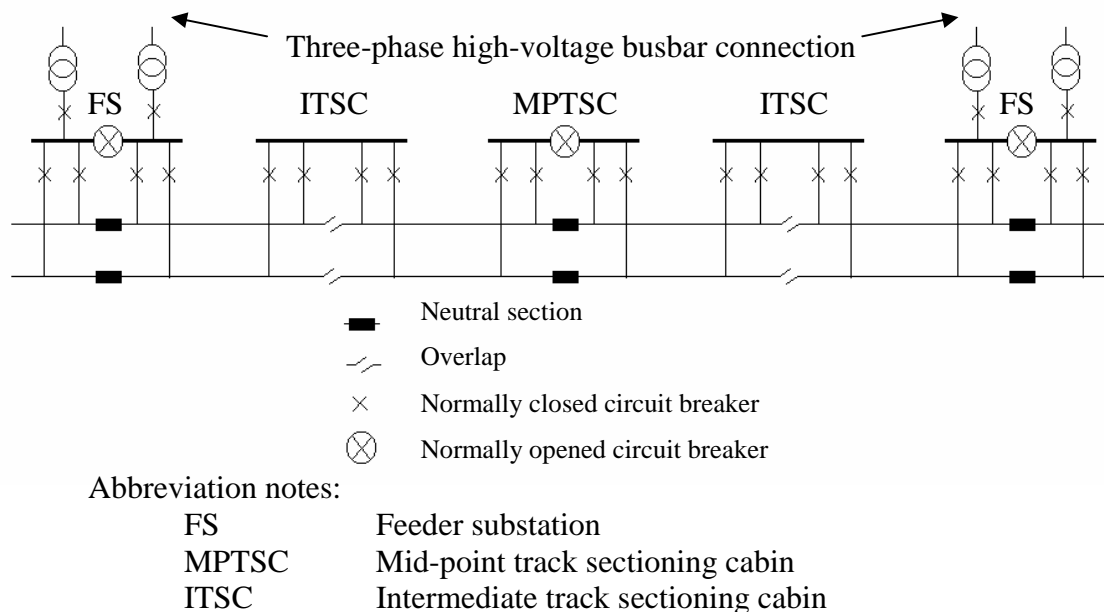 Three-phase high-voltage busbar connection
FS ITSC MPTSC ITSC FS
Neutral section
Overlap
Normally closed circuit breaker
Normally opened circuit breaker
Abbreviation notes:
FS Feeder substation
MPTSC Mid-point track sectioning cabin
ITSC Intermediate track sectioning cabin